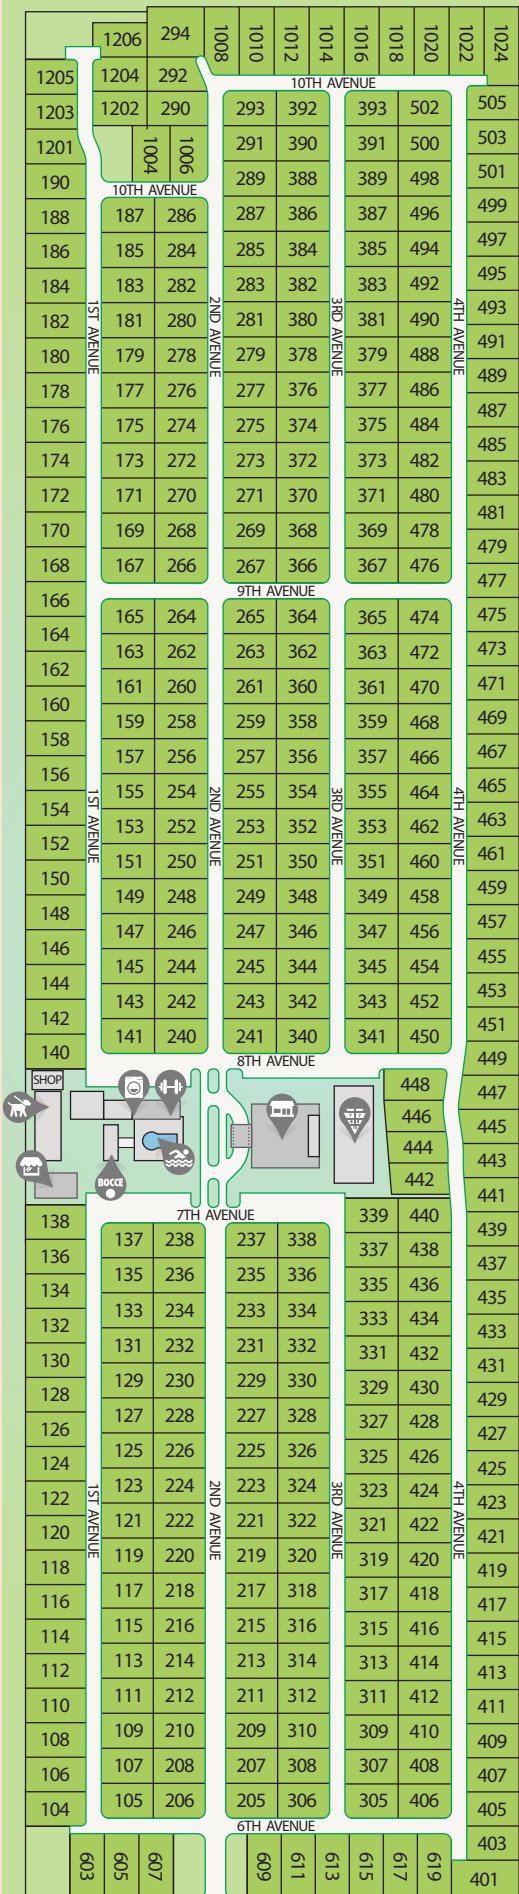 1206 294 1008 1010 1012 1014 1016 1018 1020 1022 1024
1205 1204 292
10TH AVENUE
1203 1202 290 293 392 393 502 505
1201 1004 1006 291 390 391 500 503
190 289 388 389 498 501
10TH AVENUE
188 187 286 287 386 387 496 499
186 185 284 285 384 385 494 497
184 183 282 283 382 383 492 495
1ST AVENUE
2ND AVENUE
3RD AVENUE
4TH AVENUE
182 181 280 281 380 381 490 493
180 179 278 279 378 379 488 491
178 177 276 277 376 377 486 489
176 175 274 275 374 375 484 487
174 173 272 273 372 373 482 485
172 171 270 271 370 371 480 483
170 169 268 269 368 369 478 481
168 167 266 267 366 367 476 479
9TH AVENUE
166 477
164 165 264 265 364 365 474 475
162 163 262 263 362 363 472 473
160 161 260 261 360 361 470 471
158 159 258 259 358 359 468 469
156 157 256 257 356 357 466 467
154 155 254 255 354 355 464 465
1ST AVENUE
2ND AVENUE
3RD AVENUE
4TH AVENUE
152 153 252 253 352 353 462 463
150 151 250 251 350 351 460 461
148 149 248 249 348 349 458 459
146 147 246 247 346 347 456 457
144 145 244 245 344 345 454 455
142 143 242 243 342 343 452 453
140 141 240 241 340 341 450 451
8TH AVENUE
449
SHOP
448 447
446 445
444 443
442 441
BOCCE
7TH AVENUE
138 137 238 237 338 339 440 439
136 135 236 235 336 337 438 437
134 133 234 233 334 335 436 435
132 131 232 231 332 333 434 433
130 129 230 229 330 331 432 431
128 127 228 227 328 329 430 429
126 125 226 225 326 327 428 427
124 123 224 223 324 325 426 425
1ST AVENUE
2ND AVENUE
3RD AVENUE
4TH AVENUE
122 121 222 221 322 323 424 423
120 119 220 219 320 321 422 421
118 117 218 217 318 319 420 419
116 115 216 215 316 317 418 417
114 113 214 213 314 315 416 415
112 111 212 211 312 313 414 413
110 109 210 209 310 311 412 411
108 107 208 207 308 309 410 409
106 105 206 205 306 307 408 407
104 305 406 405
6TH AVENUE
603 605 607 609 611 613 615 617 619 403
401